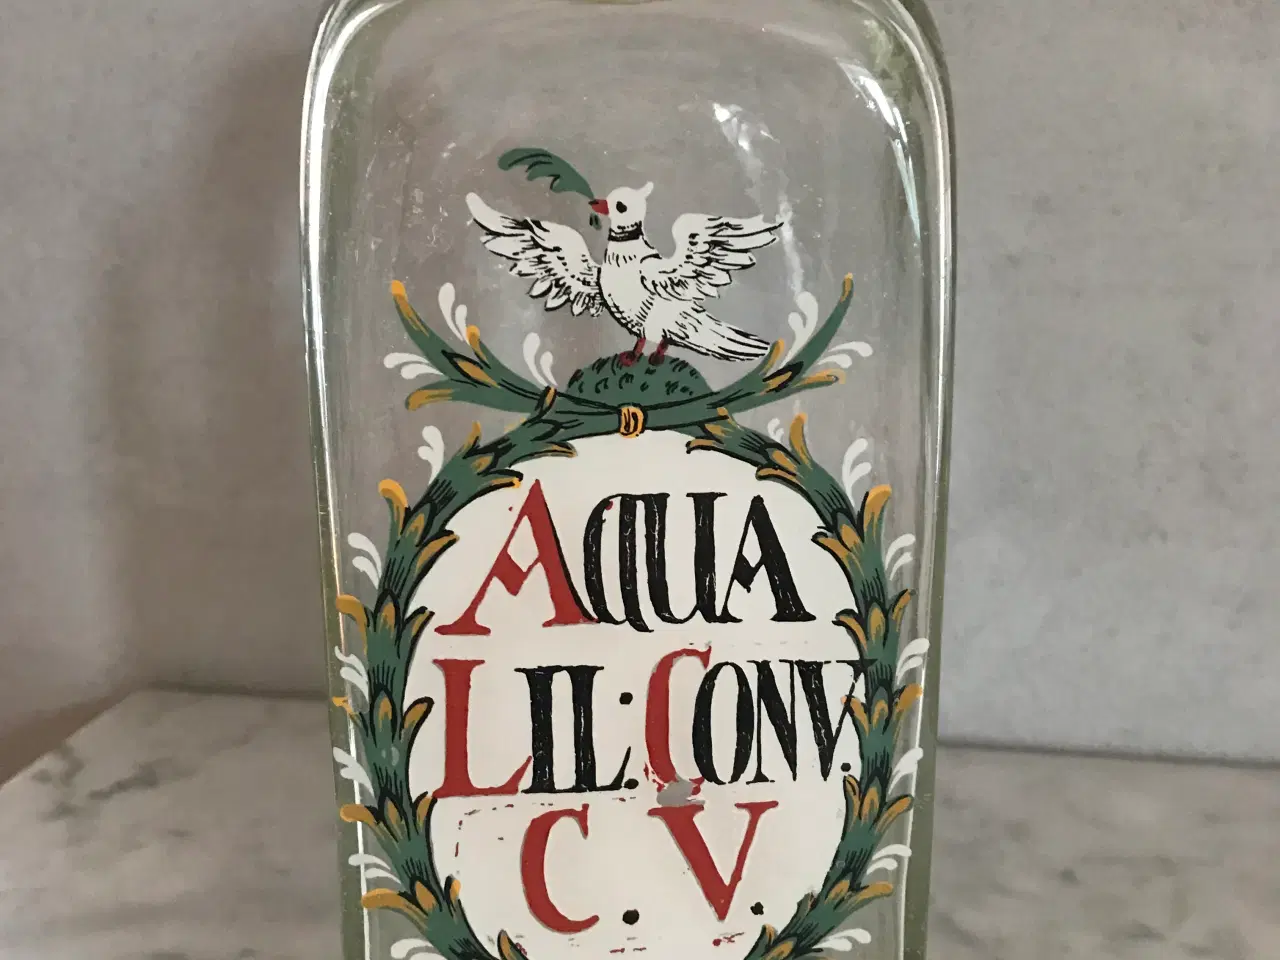 AQUA
LIL: CONV.
C. V.